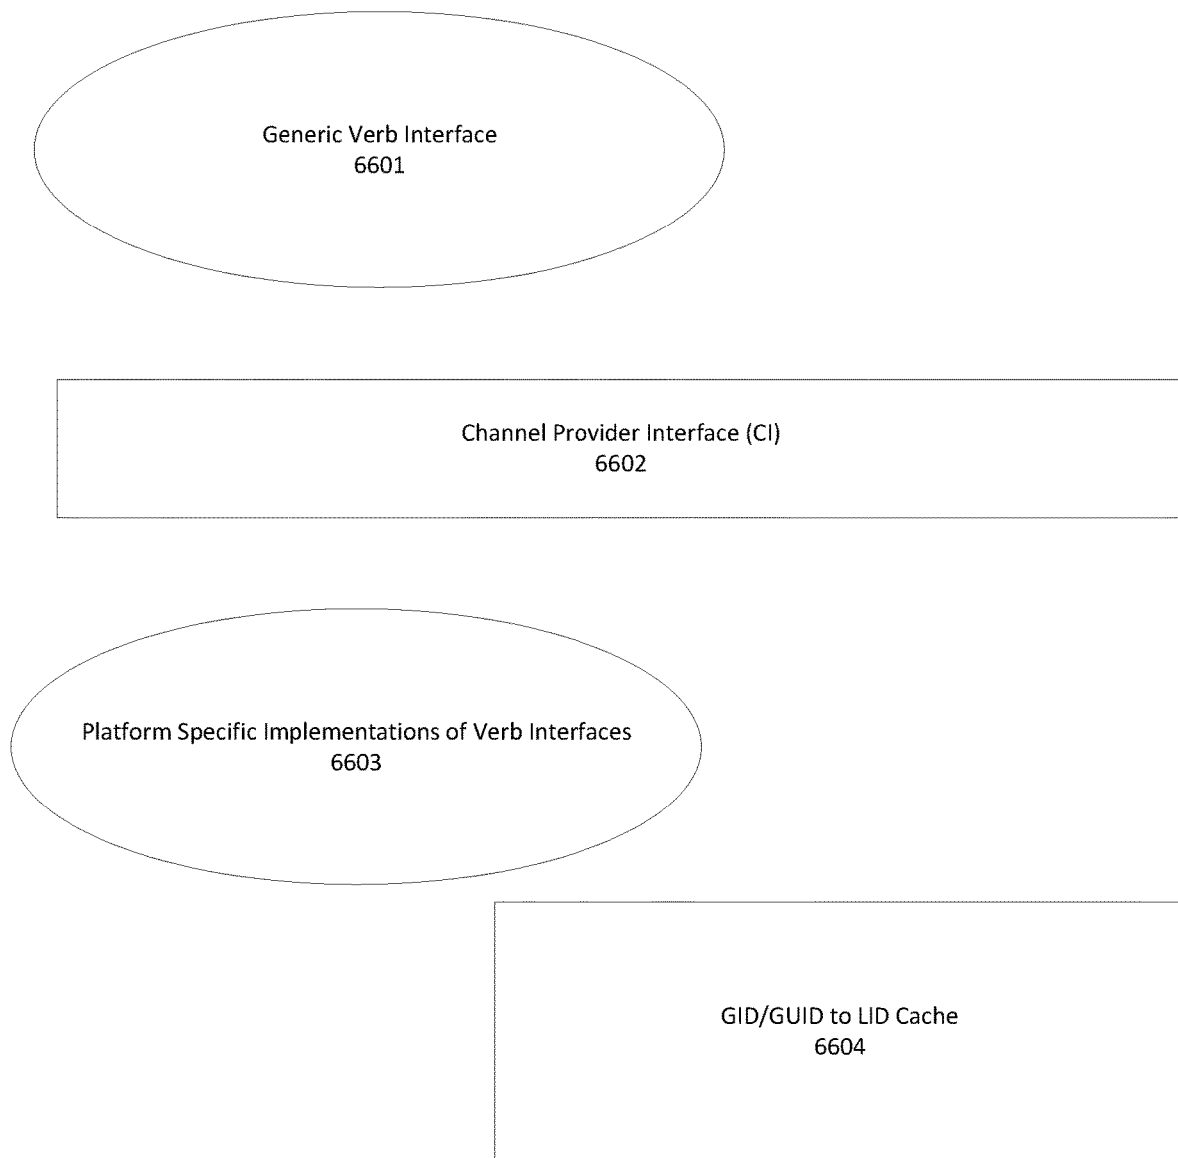 Generic Verb Interface
6601
Channel Provider Interface (CI)
6602
Platform Specific Implementations of Verb Interfaces
6603
GID/GUID to LID Cache
6604